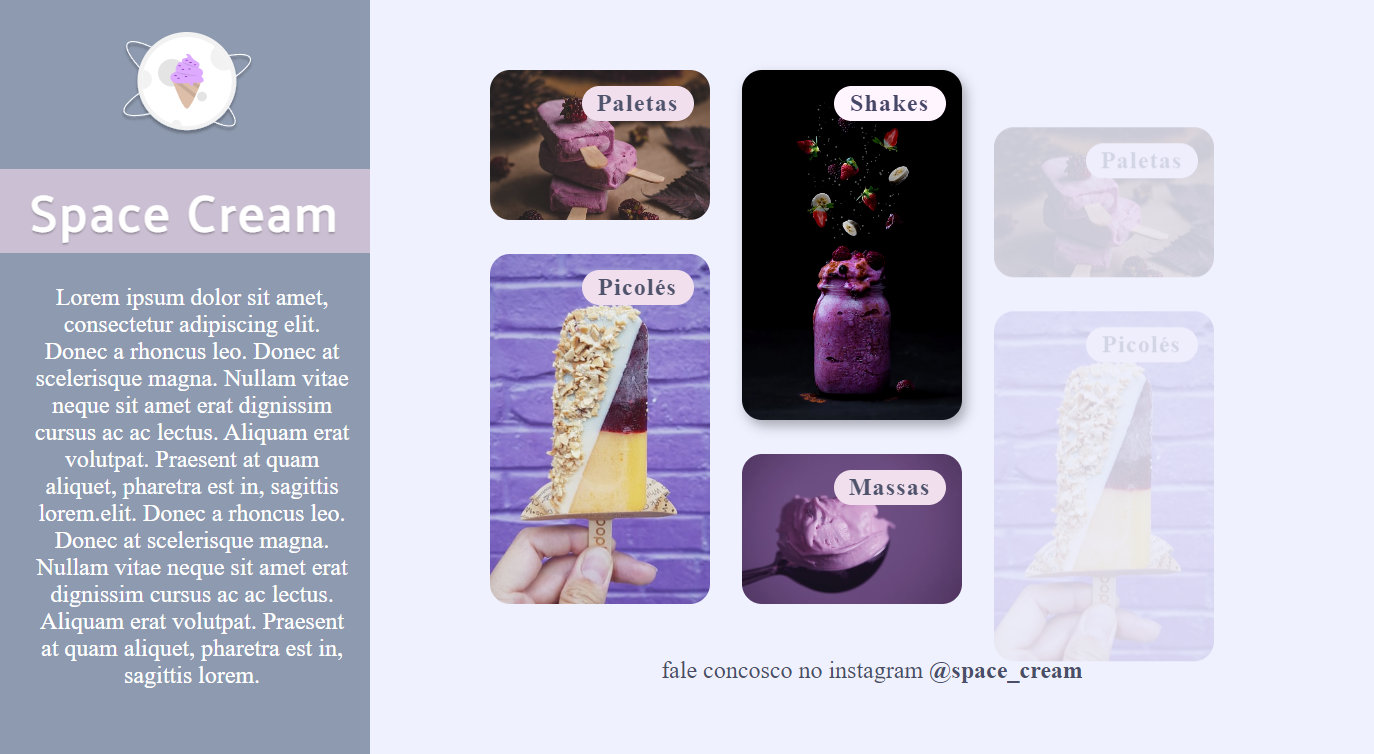 Space Cream
Lorem ipsum dolor sit amet,
consectetur adipiscing elit.
Donec a rhoncus leo. Donec at
scelerisque magna. Nullam vitae
neque sit amet erat dignissim
cursus ac ac lectus. Aliquam erat
volutpat. Praesent at quam
aliquet, pharetra est in, sagittis
lorem.elit. Donec a rhoncus leo.
Donec at scelerisque magna.
Nullam vitae neque sit amet erat
dignissim cursus ac ac lectus.
Aliquam erat volutpat. Praesent
at quam aliquet, pharetra est in,
sagittis lorem.
Paletas
Picolés
Shakes
Massas
Paletas
Picolés
fale concosco no instagram @space_cream